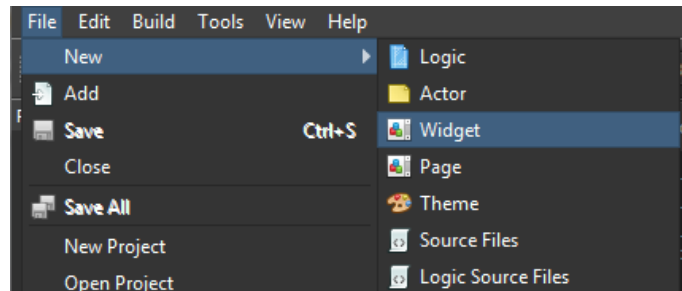 File Edit Build Tools View Help
New
Add
Save Ctrl+S
Close
Save All
New Project
Open Project
Logic
Actor
Widget
Page
Theme
Source Files
Logic Source Files